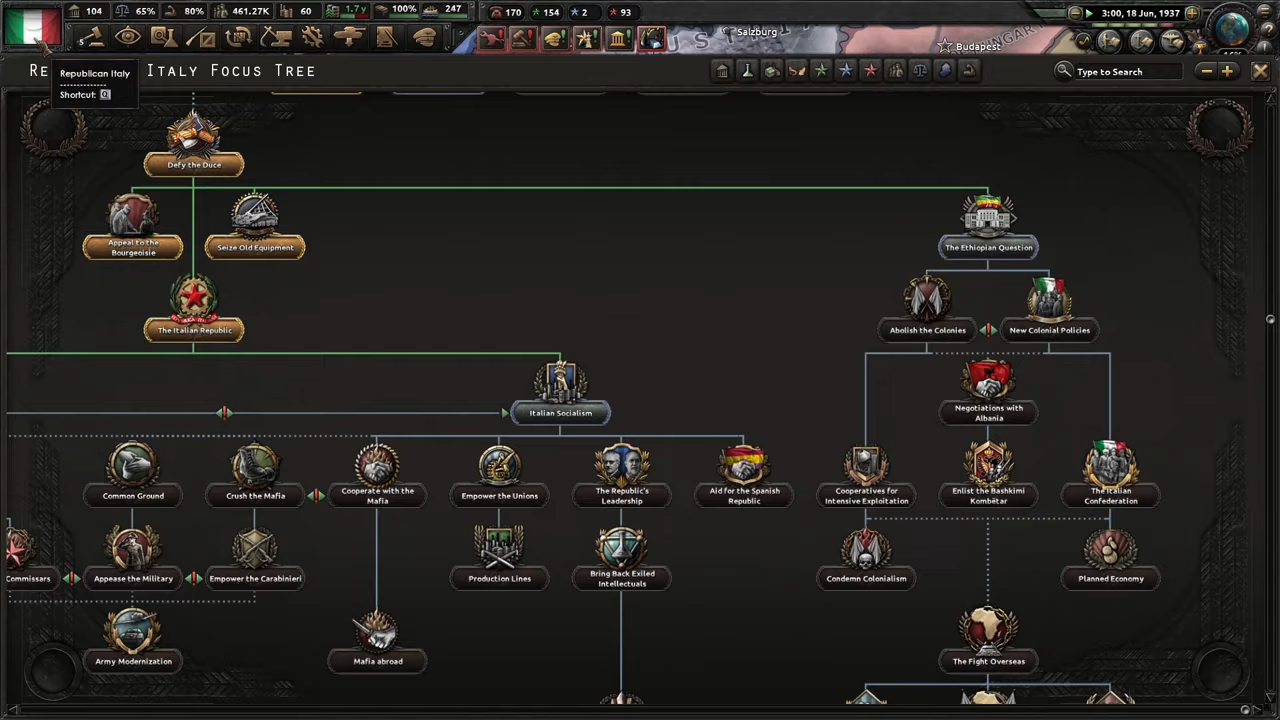 104 65% 80% 461.27K 60 1.7y 100% 247 170 154 2 93
3:00, 18 Jun, 1937
5
Salzburg
Budapest
Re Italy Focus Tree
Republican Italy
Shortcut: Q
Type to Search
Defy the Duce
Appeal to the
Bourgeoisie
Seize Old Equipment
The Ethiopian Question
The Italian Republic
Abolish the Colonies
New Colonial Policies
Italian Socialism
Negotiations with
Albania
Common Ground
Crush the Mafia
Cooperate with the
Mafia
Empower the Unions
The Republic's
Leadership
Aid for the Spanish
Republic
Cooperatives for
Intensive Exploitation
Enlist the Bashkimi
Kombëtar
The Italian
Confederation
Commissars
Appease the Military
Empower the Carabinieri
Production Lines
Bring Back Exiled
Intellectuals
Condemn Colonialism
Planned Economy
Army Modernization
Mafia abroad
The Fight Overseas